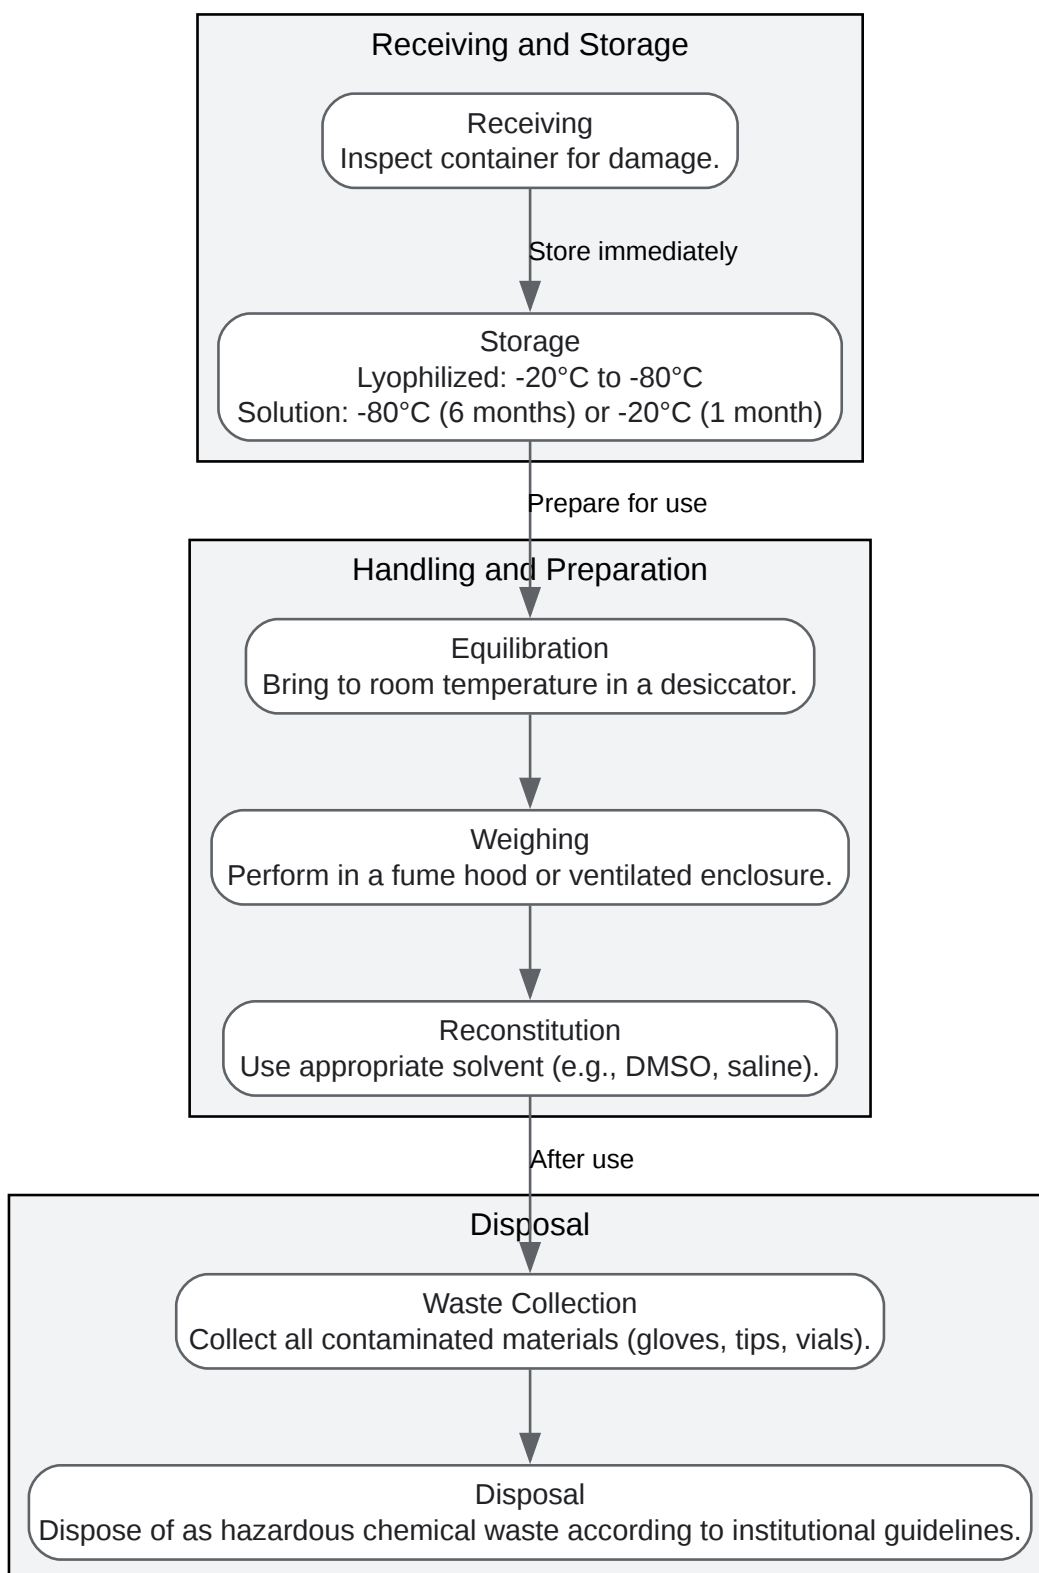 Receiving and Storage
Receiving
Inspect container for damage.
Store immediately
Storage
Lyophilized: -20°C to -80°C
Solution: -80°C (6 months) or -20°C (1 month)
Prepare for use
Handling and Preparation
Equilibration
Bring to room temperature in a desiccator.
Weighing
Perform in a fume hood or ventilated enclosure.
Reconstitution
Use appropriate solvent (e.g., DMSO, saline).
After use
Disposal
Waste Collection
Collect all contaminated materials (gloves, tips, vials).
Disposal
Dispose of as hazardous chemical waste according to institutional guidelines.